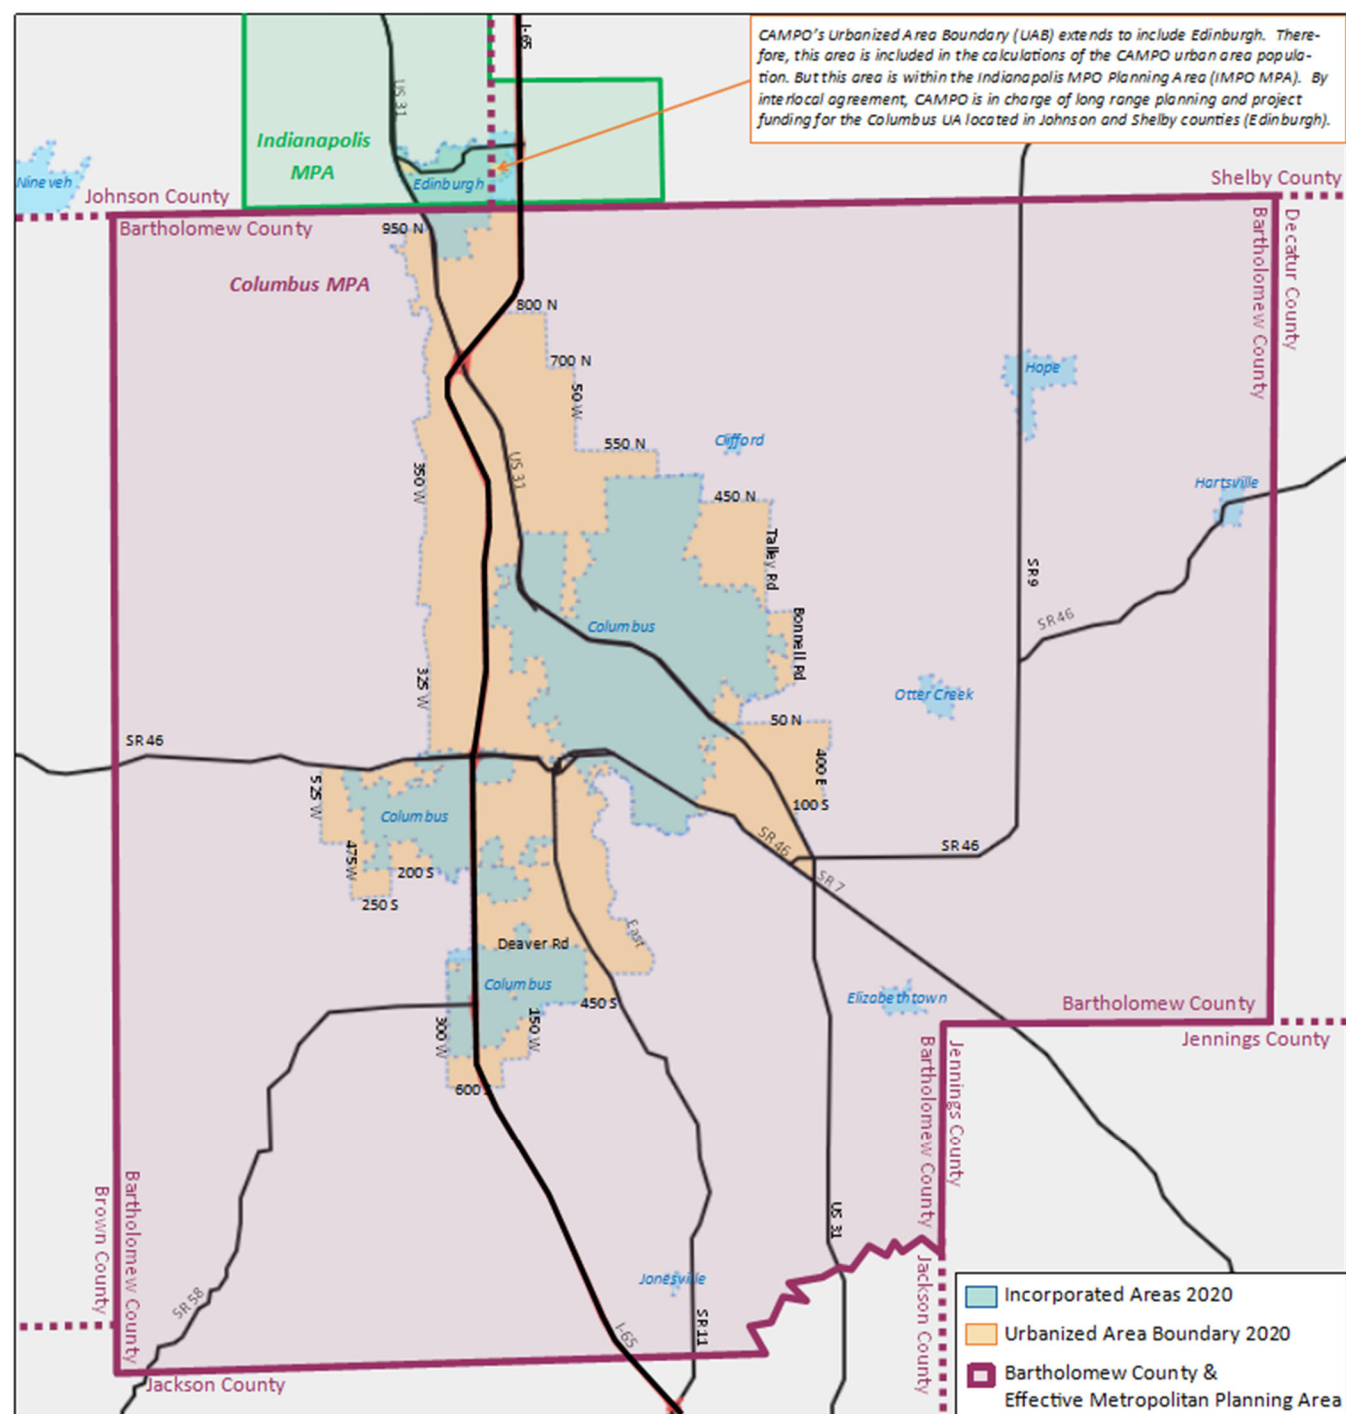 CAMPO's Urbanized Area Boundary (UAB) extends to include Edinburgh. There-
fore, this area is included in the calculations of the CAMPO urban area popula-
tion. But this area is within the Indianapolis MPO Planning Area (IMPO MPA). By
interlocal agreement, CAMPO is in charge of long range planning and project
funding for the Columbus UA located in Johnson and Shelby counties (Edinburgh).
I-65
US 31
Indianapolis
MPA
Nineveh
Edinburgh
Johnson County
Shelby County
Bartholomew County
950 N
Columbus MPA
Bartholomew County
Decatur County
800 N
700 N
50 W
Hope
550 N
Clifford
350 W
US 31
450 N
Hartsville
Talley Rd
SR 9
SR 46
Columbus
Bonnell Rd
325 W
Otter Creek
50 N
SR 46
400 E
525 W
Columbus
100 S
475 W
SR 46
SR 46
200 S
SR 7
250 S
East
Deaver Rd
Columbus
450 S
Elizabethtown
Bartholomew County
300 W
150 W
Jennings County
Bartholomew County
Jennings County
600 S
Brown County
Bartholomew County
US 31
Jackson County
Jonesville
SR 58
I-65
SR 11
Jackson County
Incorporated Areas 2020
Urbanized Area Boundary 2020
Bartholomew County &
Effective Metropolitan Planning Area